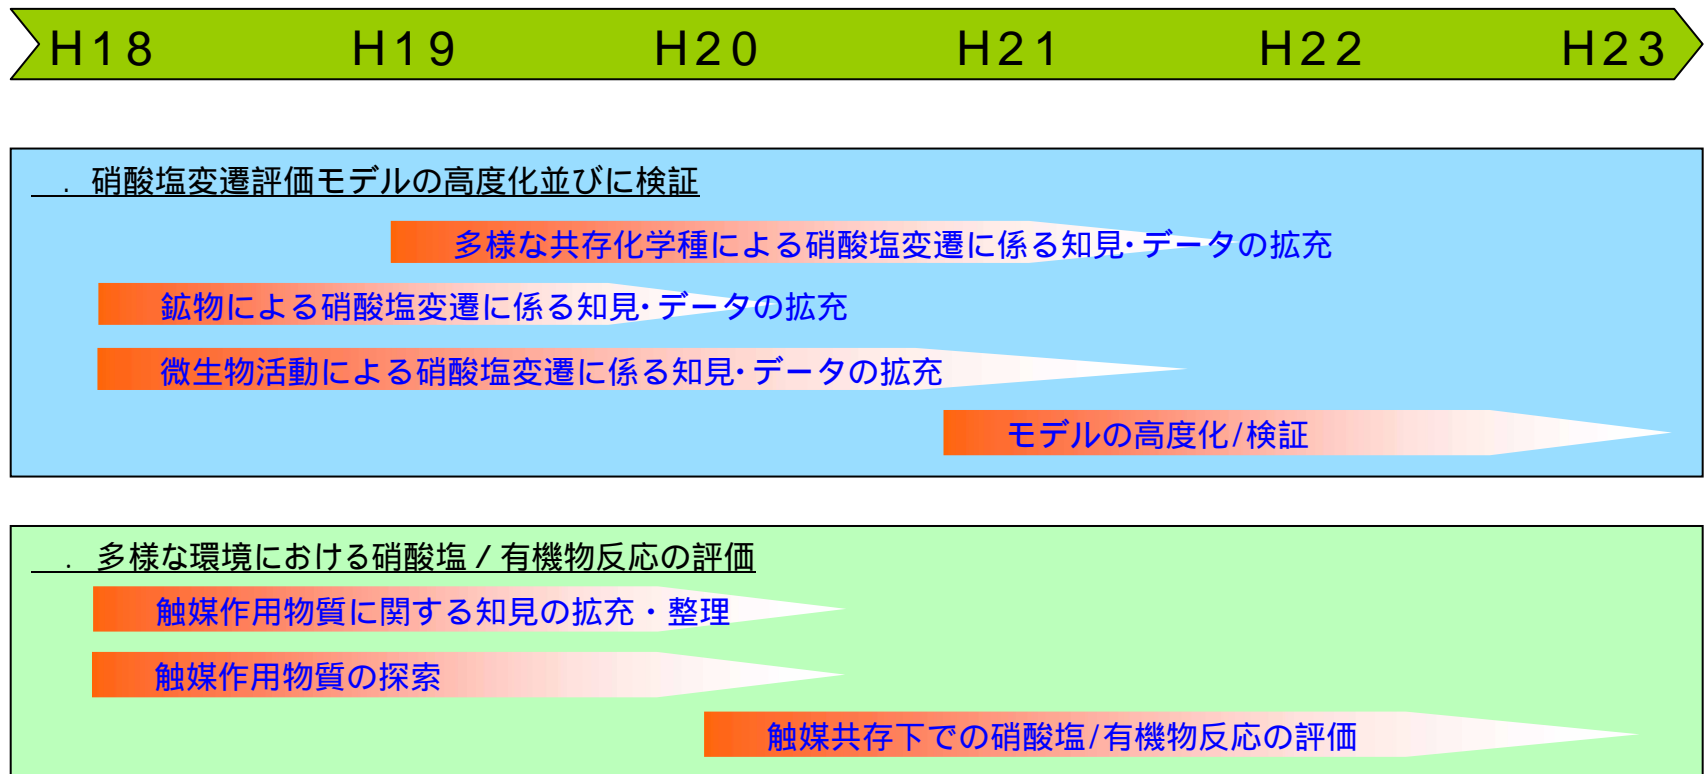 H18 H19 H20 H21 H22 H23
. 硝酸塩変遷評価モデルの高度化並びに検証
多様な共存化学種による硝酸塩変遷に係る知見・データの拡充
鉱物による硝酸塩変遷に係る知見・データの拡充
微生物活動による硝酸塩変遷に係る知見・データの拡充
モデルの高度化/検証
. 多様な環境における硝酸塩/有機物反応の評価
触媒作用物質に関する知見の拡充・整理
触媒作用物質の探索
触媒共存下での硝酸塩/有機物反応の評価